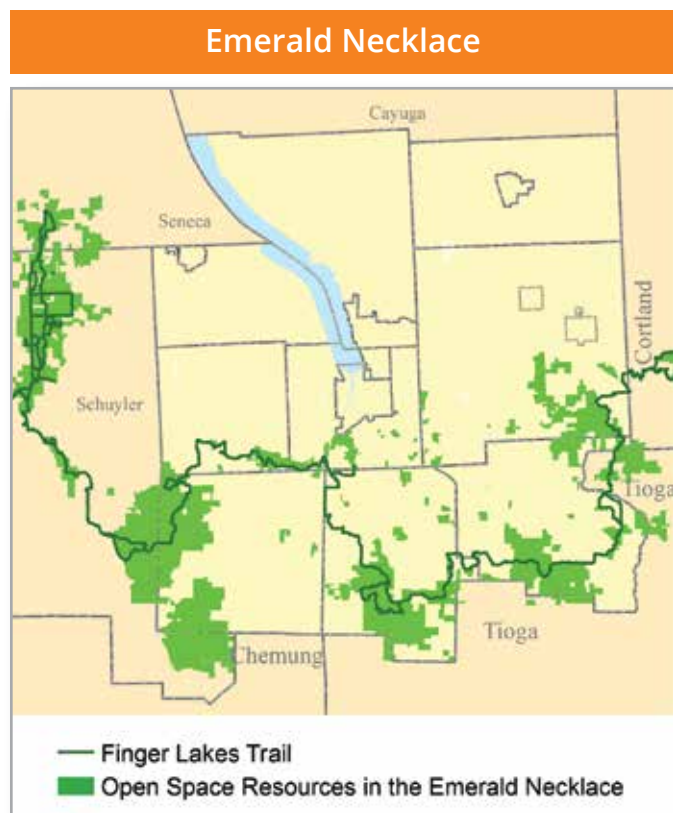 Emerald Necklace
Cayuga
Seneca
Cortland
Schuyler
Tioga
Tioga
Chemung
Finger Lakes Trail
Open Space Resources in the Emerald Necklace